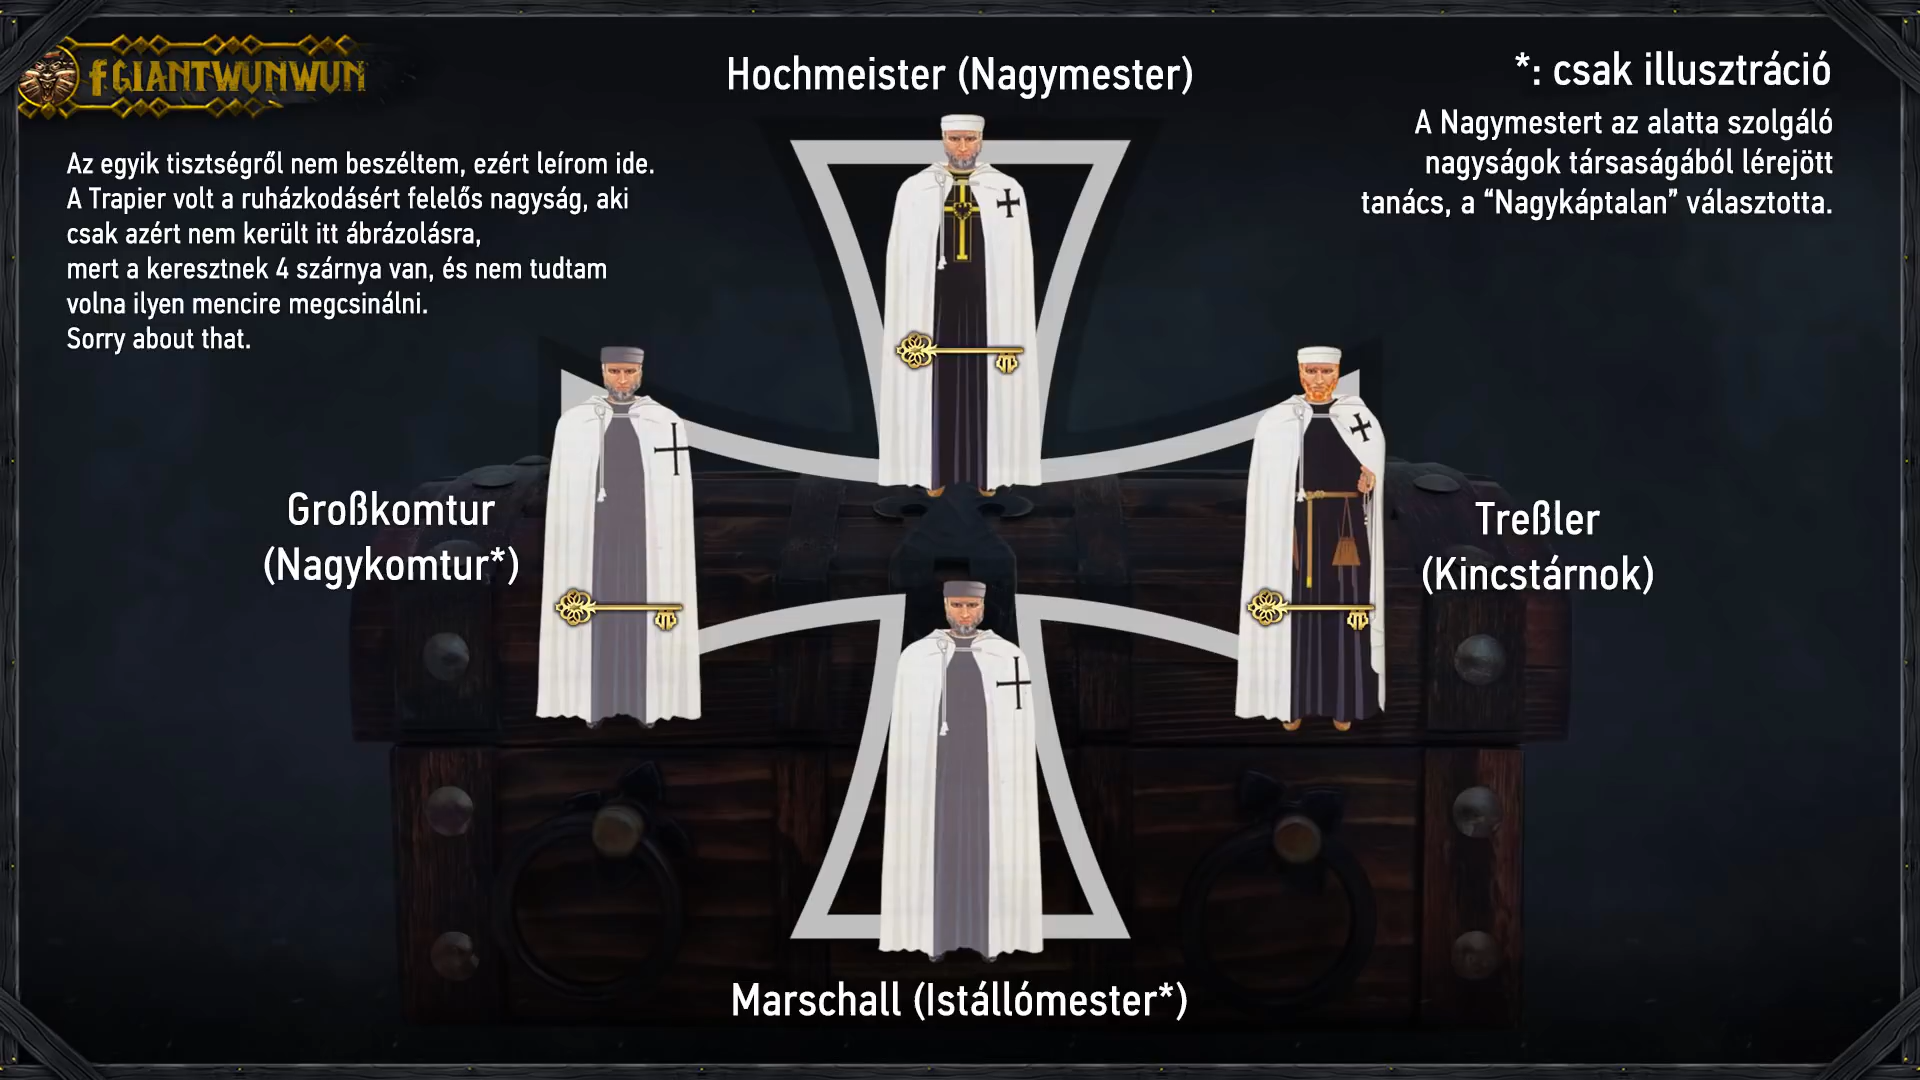 fGIANTWUNWUN
Hochmeister (Nagymester)
*: csak illusztráció
A Nagymestert az alatta szolgáló
nagyságok társaságából lérejött
tanács, a “Nagykáptalan” választotta.
Az egyik tisztségről nem beszéltem, ezért leírom ide.
A Trapier volt a ruházkodásért felelős nagyság, aki
csak azért nem került itt ábrázolásra,
mert a keresztnek 4 szárnya van, és nem tudtam
volna ilyen mencire megcsinálni.
Sorry about that.
Großkomtur
(Nagykomtur*)
Treßler
(Kincstárnok)
Marschall (Istállómester*)